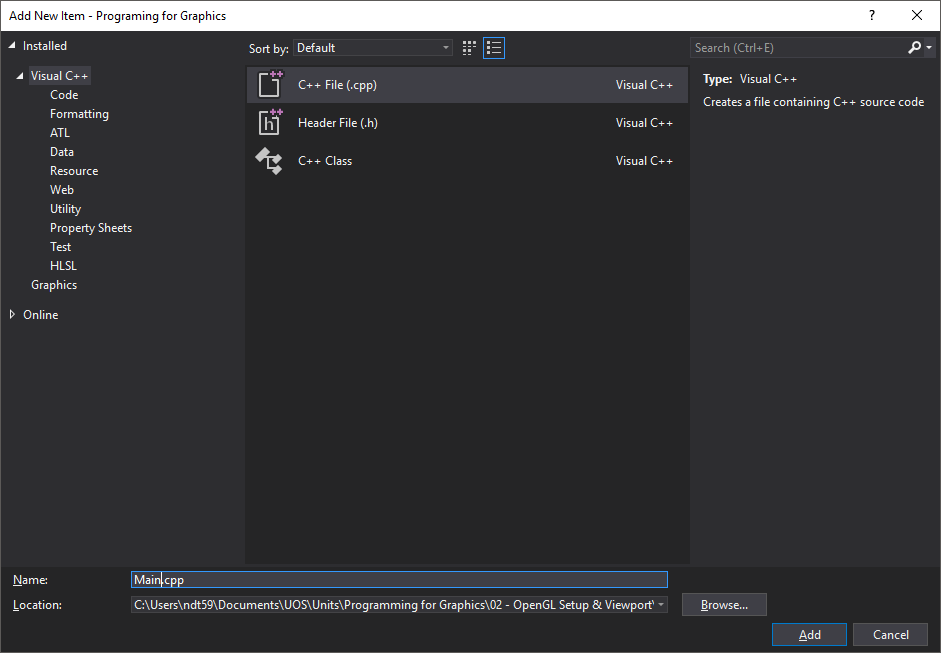 Add New Item - Programing for Graphics
?
Installed
Visual C++
Code
Formatting
ATL
Data
Resource
Web
Utility
Property Sheets
Test
HLSL
Graphics
Online
Sort by: Default
C++ File (.cpp) Visual C++
Header File (.h) Visual C++
C++ Class Visual C++
Search (Ctrl+E)
Type: Visual C++
Creates a file containing C++ source code
Name: Main.cpp
Location: C:\Users\ndt59\Documents\UOS\Units\Programming for Graphics\02 - OpenGL Setup & Viewport\
Browse...
Add Cancel